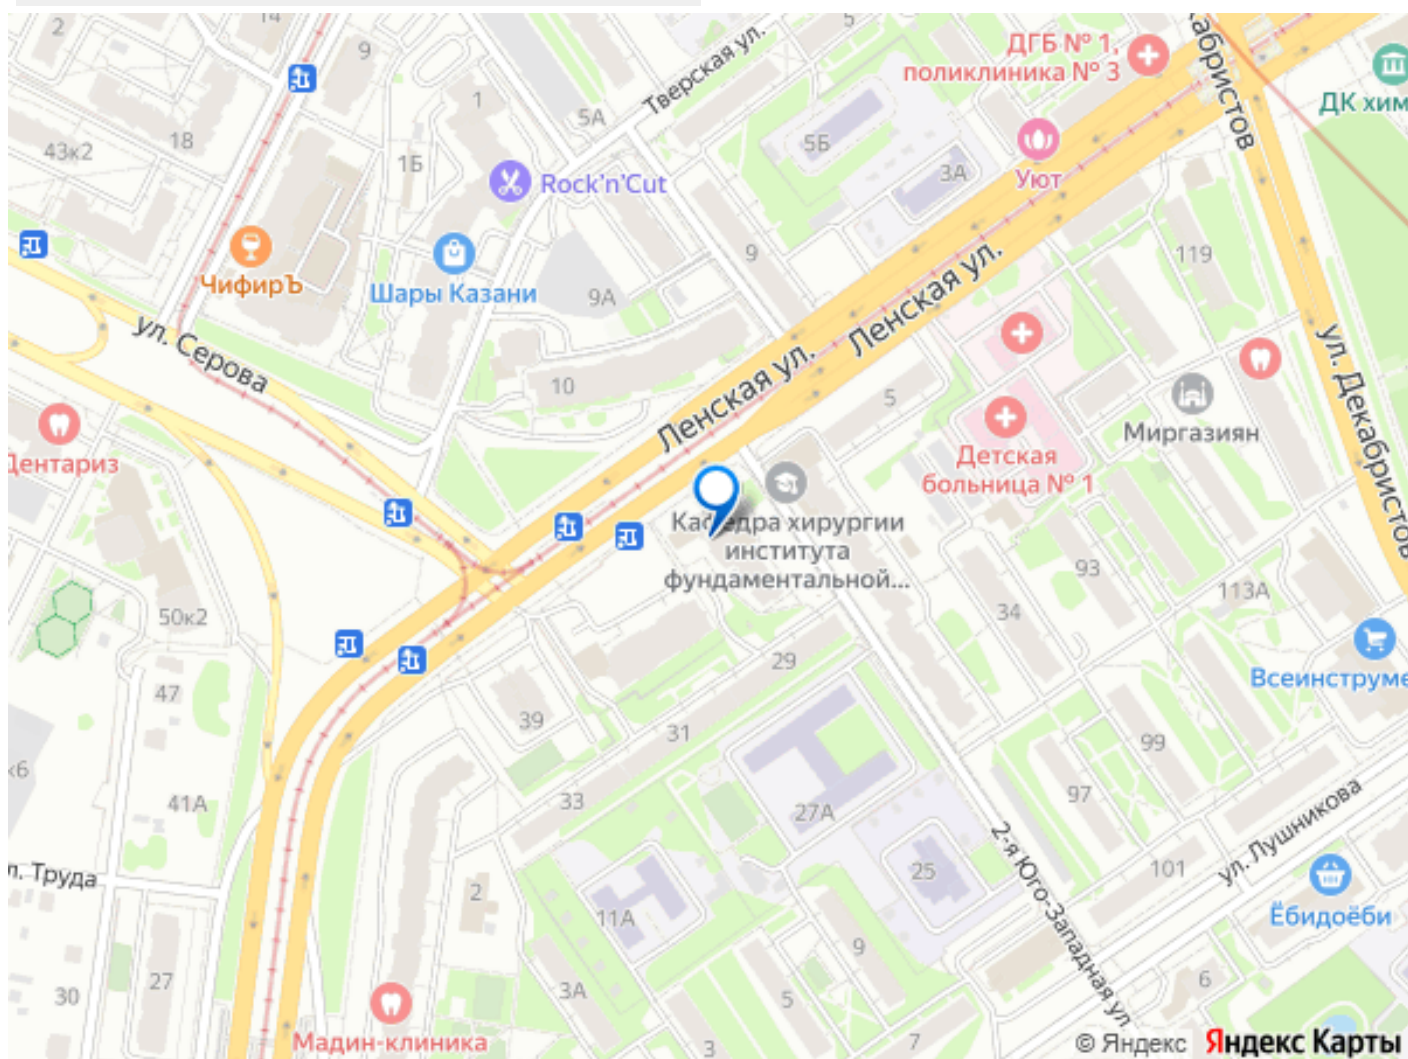 2
14
9
Тверская ул.
5
ДГБ № 1,
поликлиника № 3
ДК хим
кабристов
1
5А
5Б
43к2
18
1Б
Rock'n'Cut
3А
Уют
ЧифирЪ
Шары Казани
9А
9
119
ул. Серова
10
Ленская ул.
Ленская ул.
5
Миргазиян
ул. Декабристов
Дентариз
Детская
больница № 1
Кафедра хирургии
института
фундаментальной...
93
113А
50к2
34
29
Всеинструме
47
39
31
99
к6
41А
33
27А
97
ул. Лушникова
л. Труда
2
11А
25
2-я Юго-Западная ул.
101
Ёбидоёби
27
30
3А
9
5
6
Мадин-клиника
3
7
© Яндекс Яндекс Карты